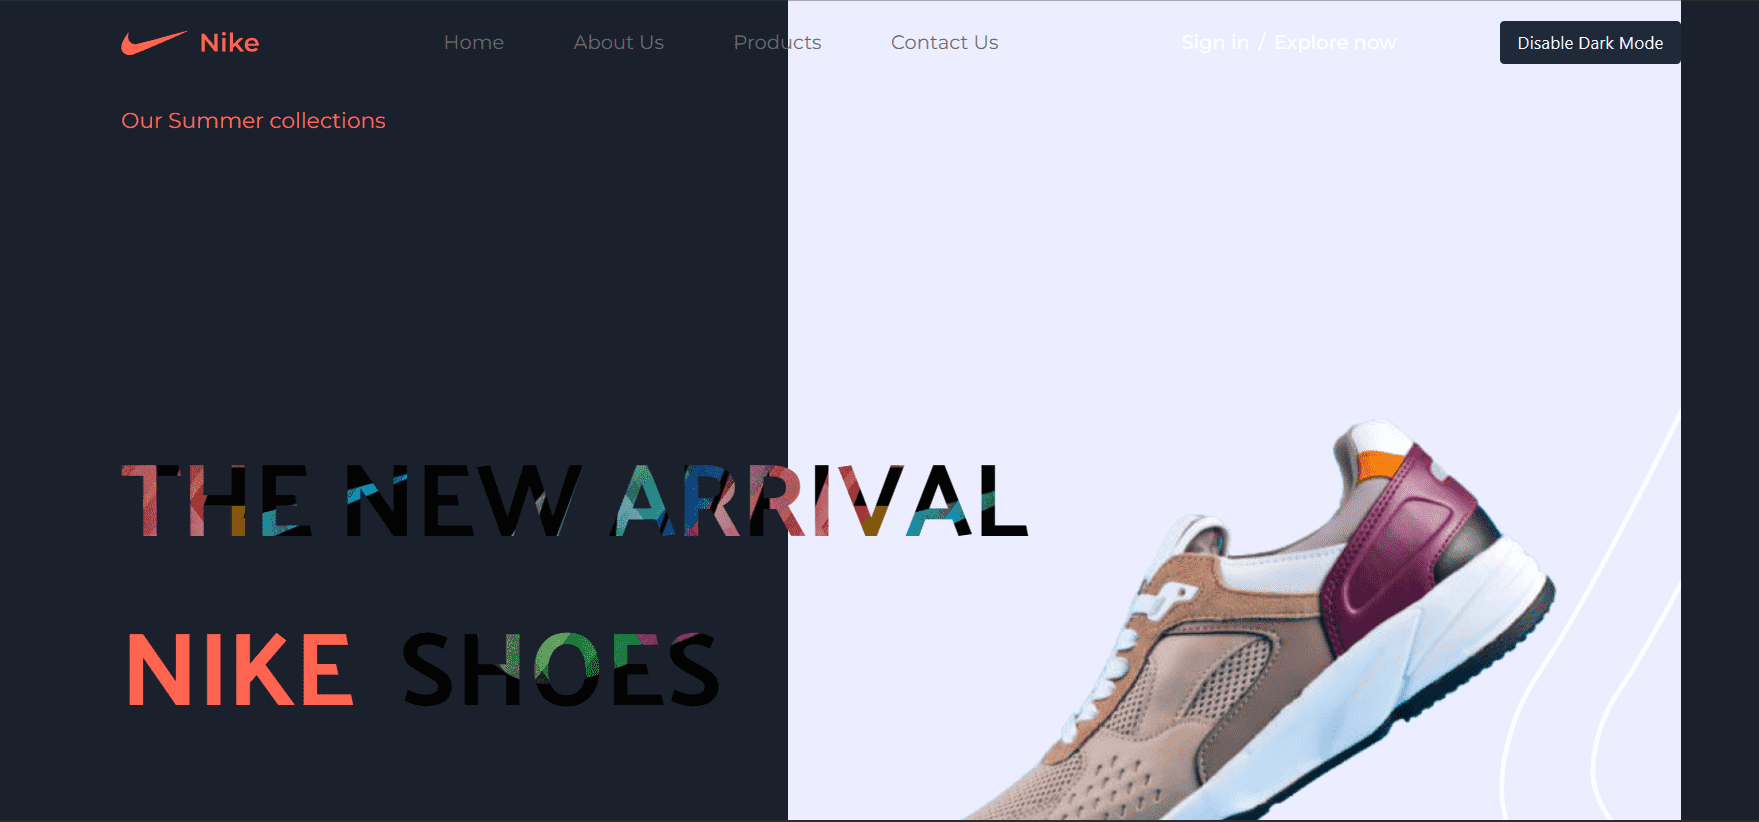 Nike Home About Us Products Contact Us Sign in / Explore now Disable Dark Mode
Our Summer collections
THE NEW ARRIVAL
NIKE SHOES